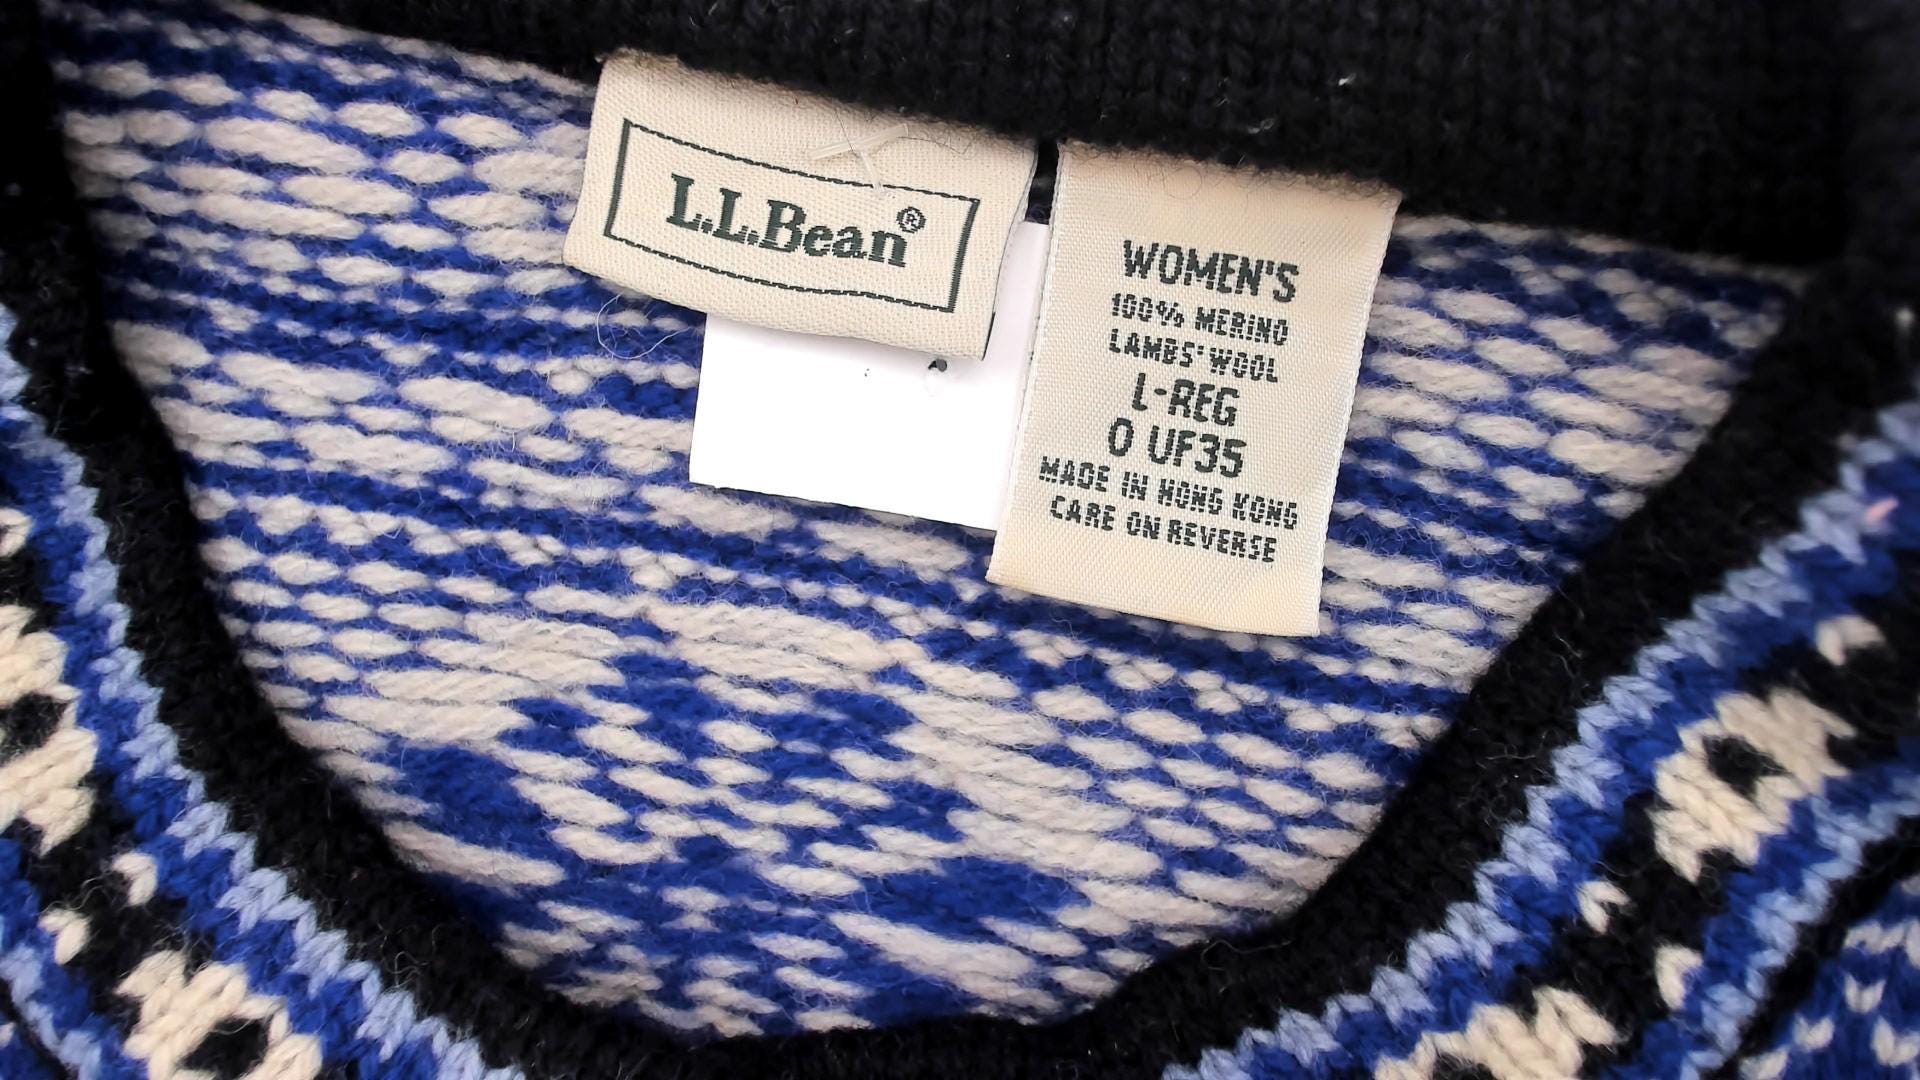 L.L.Bean®
WOMEN'S
100% MERINO
LAMBS' WOOL
L-REG
0 UF35
MADE IN HONG KONG
CARE ON REVERSE